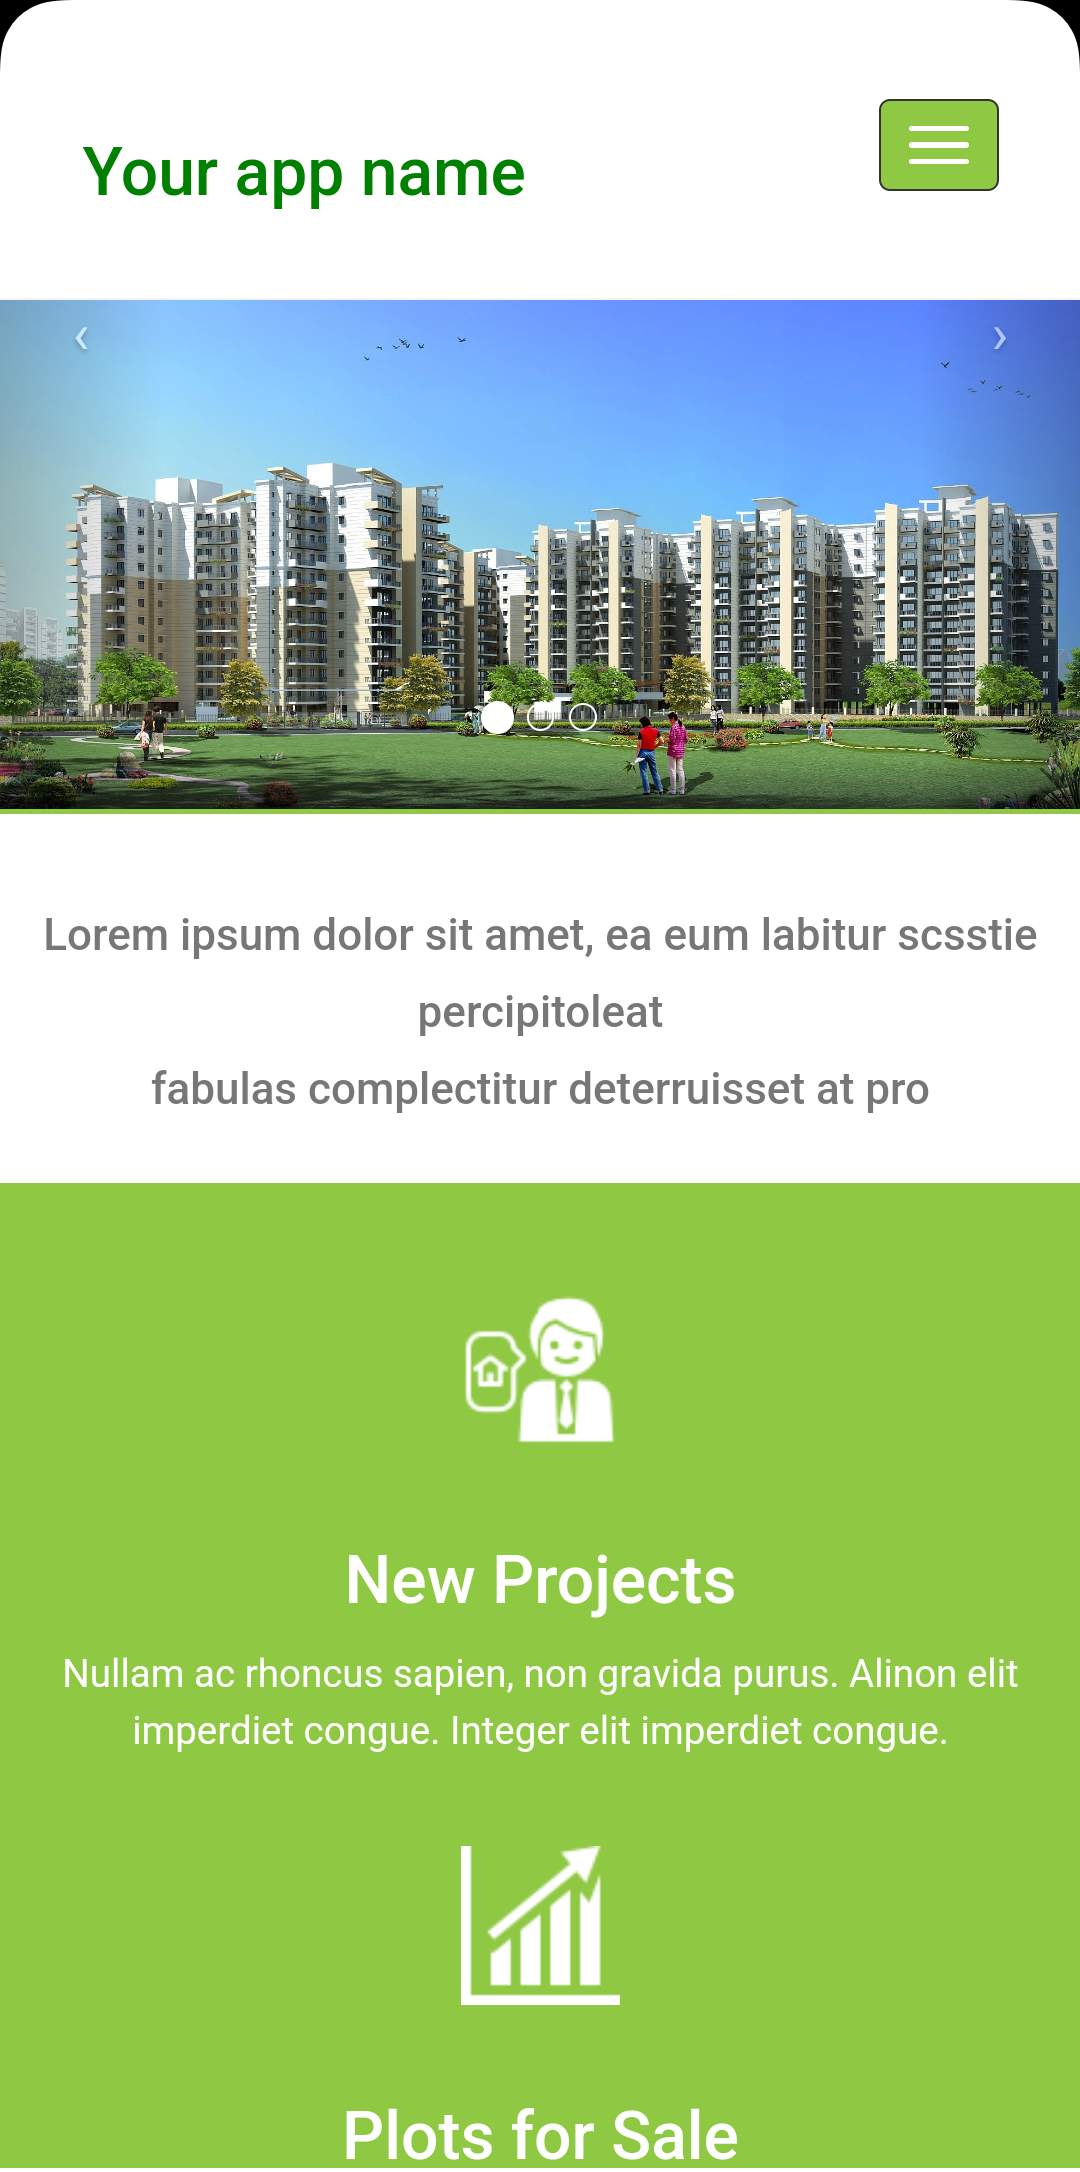 Your app name
Lorem ipsum dolor sit amet, ea eum labitur scsstie
percipitoleat
fabulas complectitur deterruisset at pro
New Projects
Nullam ac rhoncus sapien, non gravida purus. Alinon elit
imperdiet congue. Integer elit imperdiet congue.
Plots for Sale